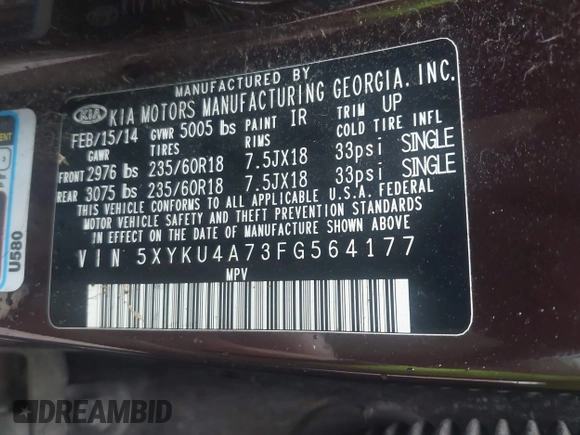 MANUFACTURED BY
KIA KIA MOTORS MANUFACTURING GEORGIA, INC.
FEB/15/14 GVWR 5005 lbs PAINT IR TRIM UP
GAWR TIRES RIMS COLD TIRE INFL
FRONT 2976 lbs 235/60R18 7.5JX18 33psi SINGLE
REAR 3075 lbs 235/60R18 7.5JX18 33psi SINGLE
THIS VEHICLE CONFORMS TO ALL APPLICABLE U.S.A. FEDERAL
MOTOR VEHICLE SAFETY AND THEFT PREVENTION STANDARDS
IN EFFECT ON THE DATE OF MANUFACTURE SHOWN ABOVE.
VIN 5XYKU4A73FG564177
MPV
U580
DREAMBID